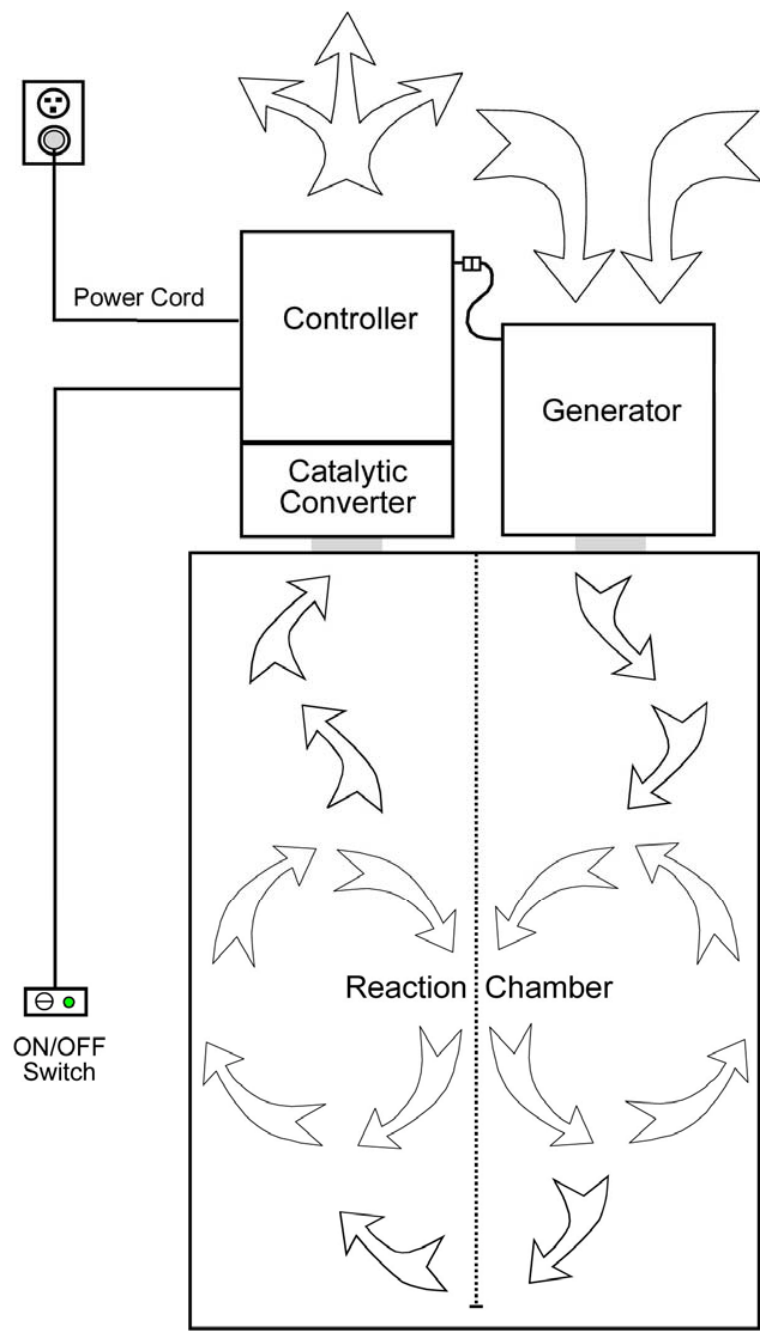 Power Cord
Controller
Generator
Catalytic
Converter
Reaction Chamber
ON/OFF
Switch